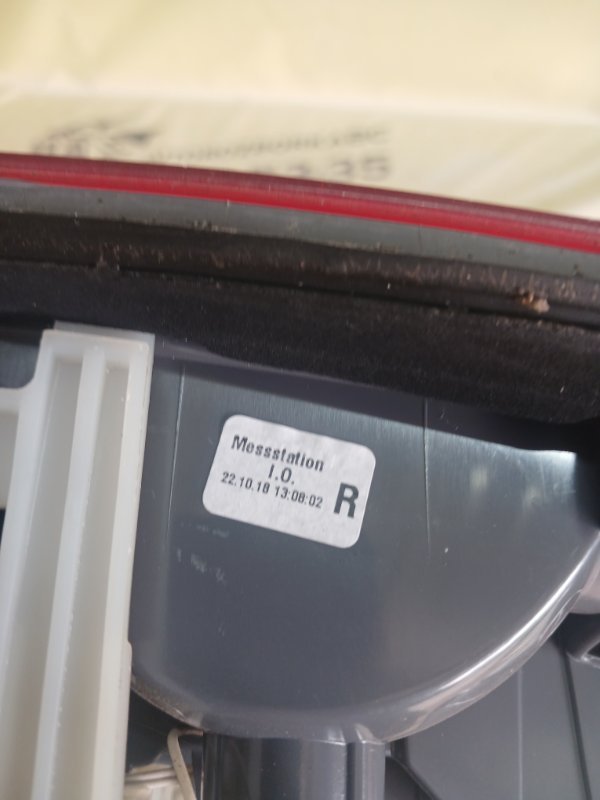 Messstation
I.O.
22.10.18 13:08:02
R